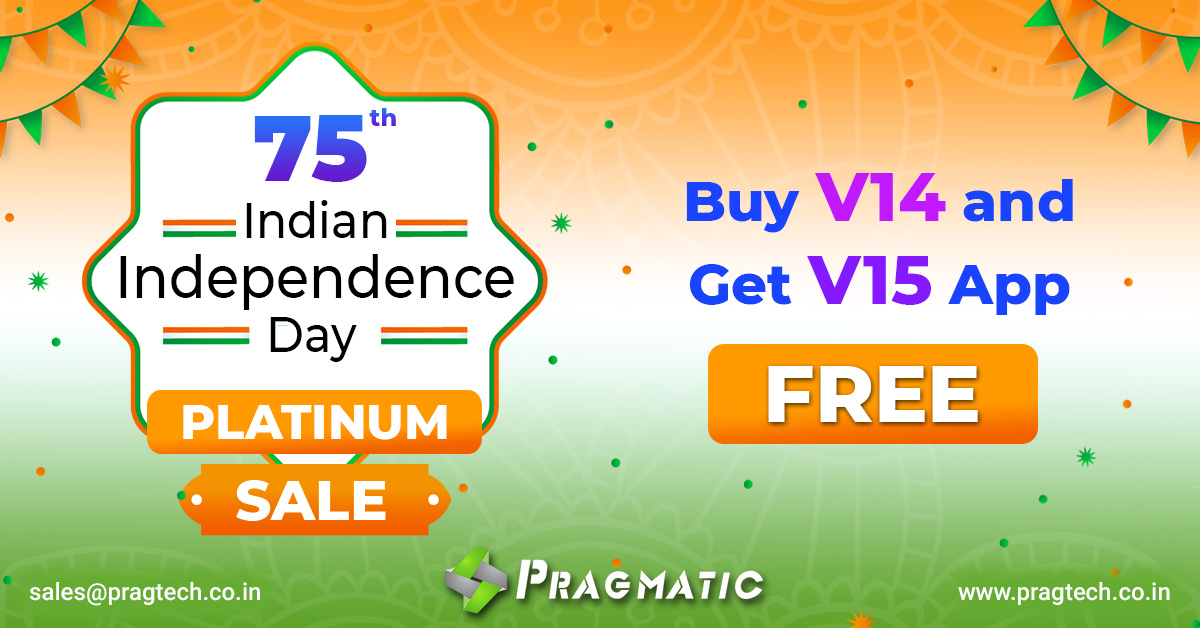 75th
Indian
Independence
Day
PLATINUM
SALE
Buy V14 and
Get V15 App
FREE
sales@pragtech.co.in
PRAGMATIC
www.pragtech.co.in